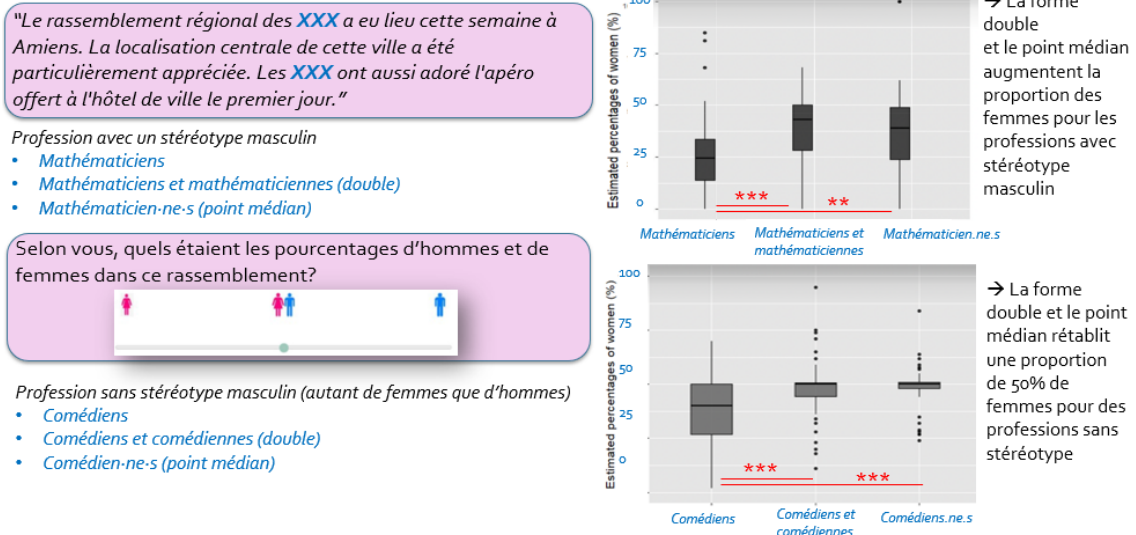 "Le rassemblement régional des XXX a eu lieu cette semaine à
Amiens. La localisation centrale de cette ville a été
particulièrement appréciée. Les XXX ont aussi adoré l'apéro
offert à l'hôtel de ville le premier jour."
Profession avec un stéréotype masculin
• Mathématiciens
• Mathématiciens et mathématiciennes (double)
• Mathématicien·ne·s (point médian)
Selon vous, quels étaient les pourcentages d'hommes et de
femmes dans ce rassemblement?
Profession sans stéréotype masculin (autant de femmes que d'hommes)
• Comédiens
• Comédiens et comédiennes (double)
• Comédien·ne·s (point médian)
Estimated percentages of women (%)
100
75
50
25
0
***
**
Mathématiciens
Mathématiciens et
mathématiciennes
Mathématicien.ne.s
→ La forme
double
et le point médian
augmentent la
proportion des
femmes pour les
professions avec
stéréotype
masculin
Estimated percentages of women (%)
100
75
50
25
0
***
***
Comédiens
Comédiens et
comédiennes
Comédiens.ne.s
→ La forme
double et le point
médian rétablit
une proportion
de 50% de
femmes pour des
professions sans
stéréotype